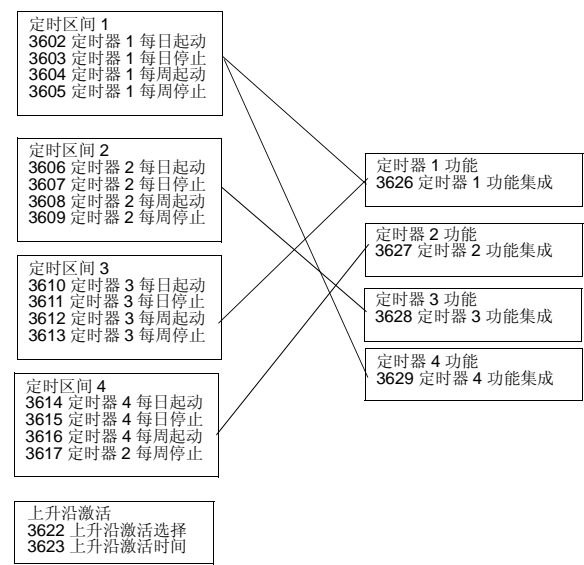 定时区间 1
3602 定时器 1 每日起动
3603 定时器 1 每日停止
3604 定时器 1 每周起动
3605 定时器 1 每周停止
定时区间 2
3606 定时器 2 每日起动
3607 定时器 2 每日停止
3608 定时器 2 每周起动
3609 定时器 2 每周停止
定时区间 3
3610 定时器 3 每日起动
3611 定时器 3 每日停止
3612 定时器 3 每周起动
3613 定时器 3 每周停止
定时区间 4
3614 定时器 4 每日起动
3615 定时器 4 每日停止
3616 定时器 4 每周起动
3617 定时器 2 每周停止
上升沿激活
3622 上升沿激活选择
3623 上升沿激活时间
定时器 1 功能
3626 定时器 1 功能集成
定时器 2 功能
3627 定时器 2 功能集成
定时器 3 功能
3628 定时器 3 功能集成
定时器 4 功能
3629 定时器 4 功能集成